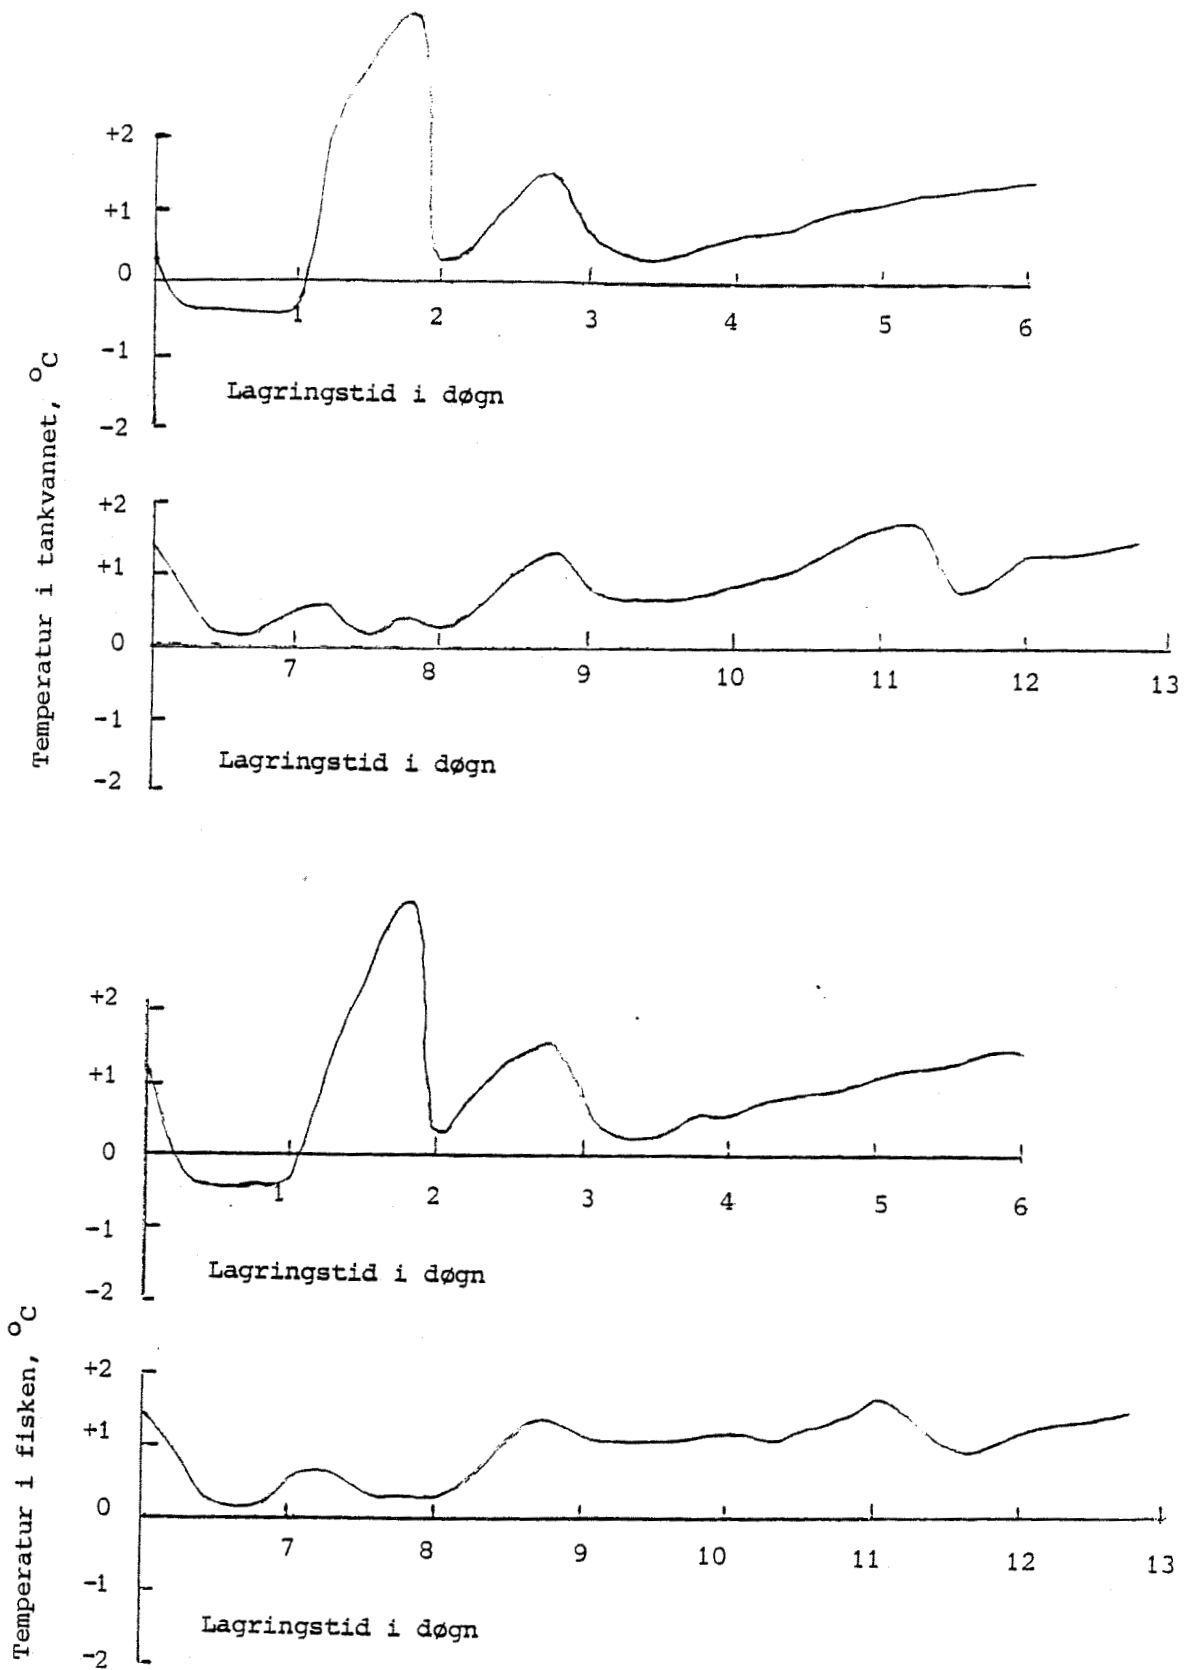 +2
+1
0
-1
-2
1 2 3 4 5 6
Lagringstid i døgn
Temperatur i tankvannet, °C
+2
+1
0
-1
-2
7 8 9 10 11 12 13
Lagringstid i døgn
+2
+1
0
-1
-2
1 2 3 4 5 6
Lagringstid i døgn
Temperatur i fisken, °C
+2
+1
0
-1
-2
7 8 9 10 11 12 13
Lagringstid i døgn